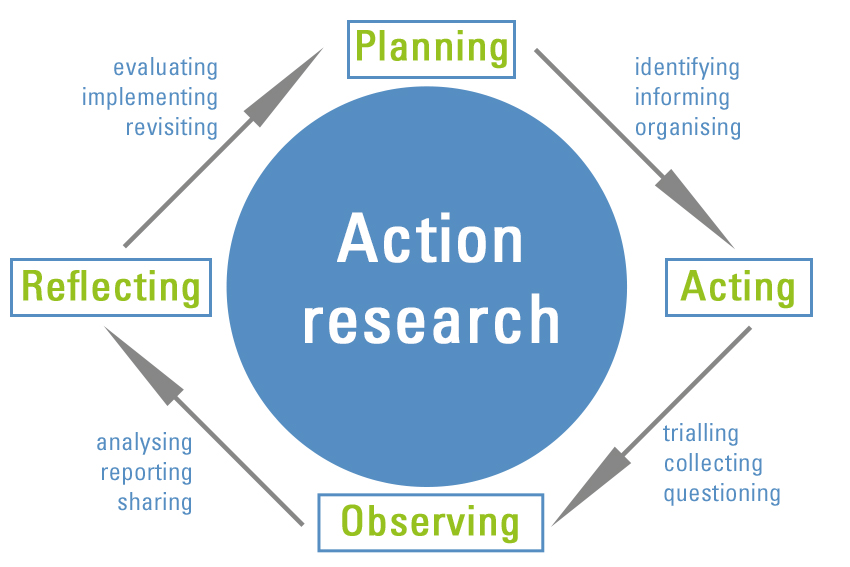 Planning
evaluating
implementing
revisiting
identifying
informing
organising
Action
research
Reflecting
Acting
analysing
reporting
sharing
trialling
collecting
questioning
Observing